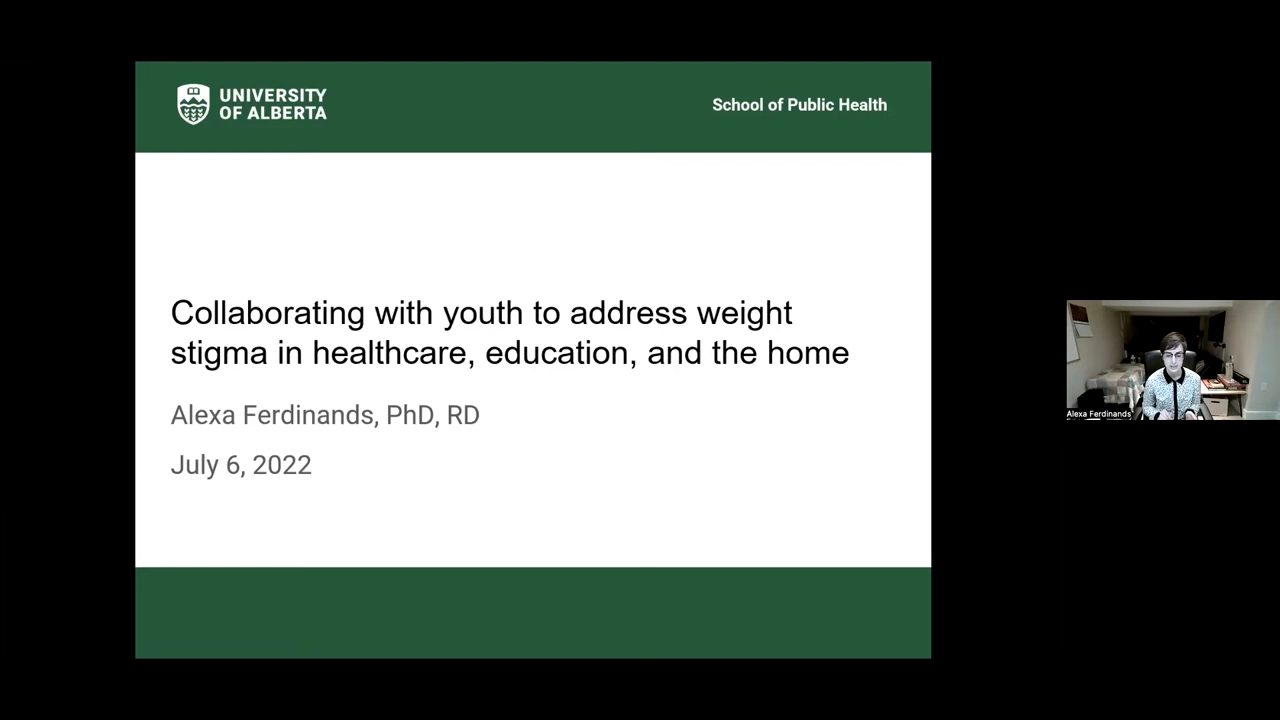 UNIVERSITY
OF ALBERTA
School of Public Health
Collaborating with youth to address weight
stigma in healthcare, education, and the home
Alexa Ferdinands, PhD, RD
July 6, 2022
Alexa Ferdinands